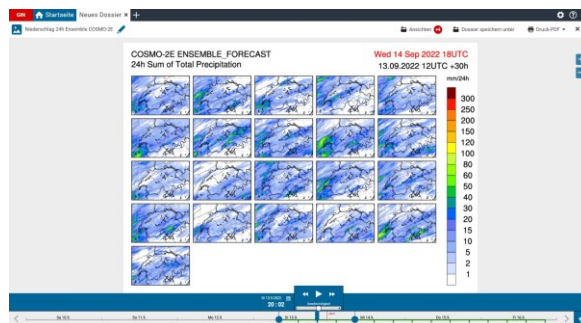 GIN Startseite Neues Dossier × +
Niederschlag 24h Ensemble COSMO-2E
Ansichten
Dossier speichern unter
Druck-PDF
COSMO-2E ENSEMBLE_FORECAST
Wed 14 Sep 2022 18UTC
24h Sum of Total Precipitation
13.09.2022 12UTC +30h
mm/24h
300
250
200
150
120
100
80
60
50
40
30
20
15
10
5
2
1
20:02